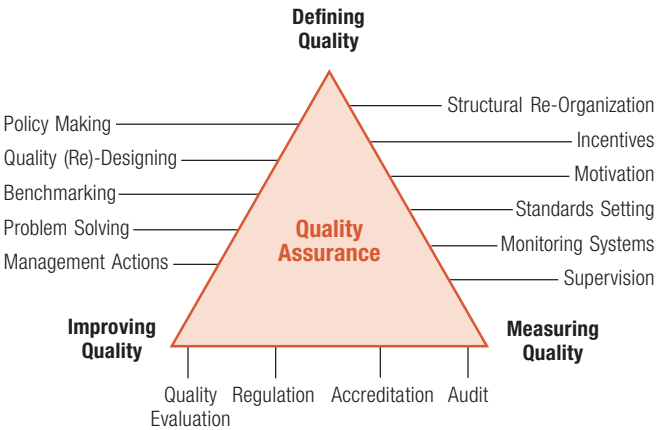 Defining
Quality
Structural Re-Organization
Policy Making
Incentives
Quality (Re)-Designing
Motivation
Benchmarking
Standards Setting
Problem Solving
Quality
Assurance
Monitoring Systems
Management Actions
Supervision
Improving
Quality
Measuring
Quality
Quality
Evaluation
Regulation
Accreditation
Audit